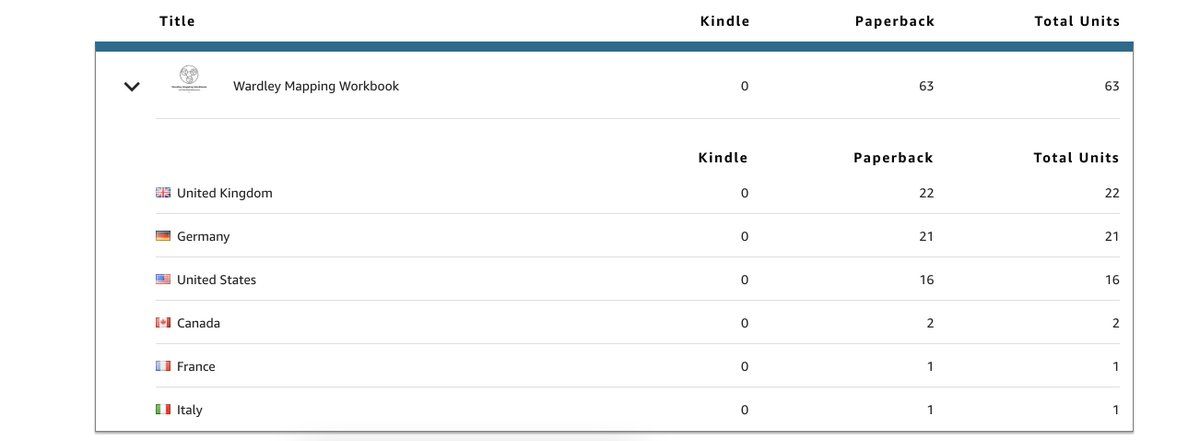 Title Kindle Paperback Total Units
Wardley Mapping Workbook 0 63 63
Kindle Paperback Total Units
United Kingdom 0 22 22
Germany 0 21 21
United States 0 16 16
Canada 0 2 2
France 0 1 1
Italy 0 1 1